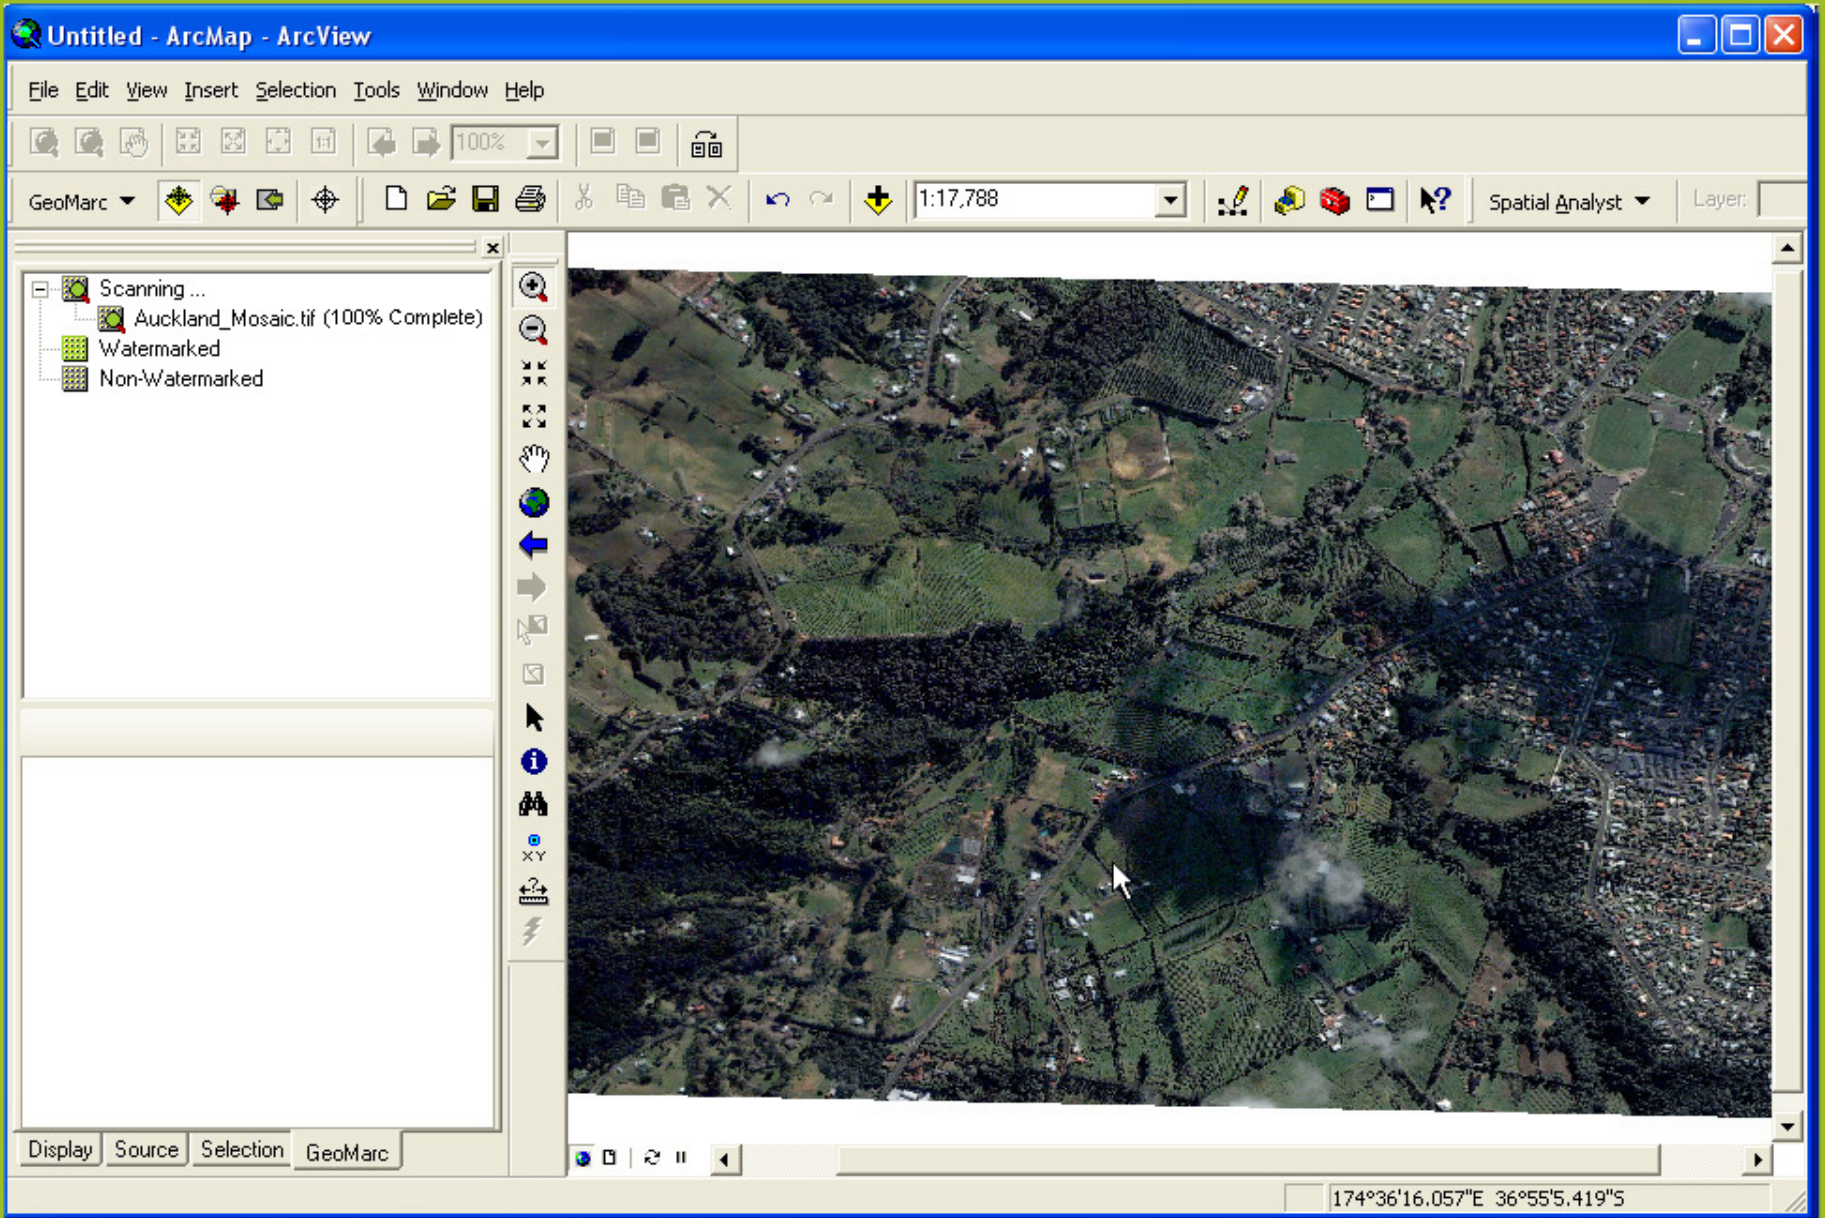 Untitled - ArcMap - ArcView
File Edit View Insert Selection Tools Window Help
1:1 100%
GeoMarc 1:17,788 Spatial Analyst Layer:
Scanning ...
Auckland_Mosaic.tif (100% Complete)
Watermarked
Non-Watermarked
XY
Display Source Selection GeoMarc
174°36'16.057"E 36°55'5.419"S